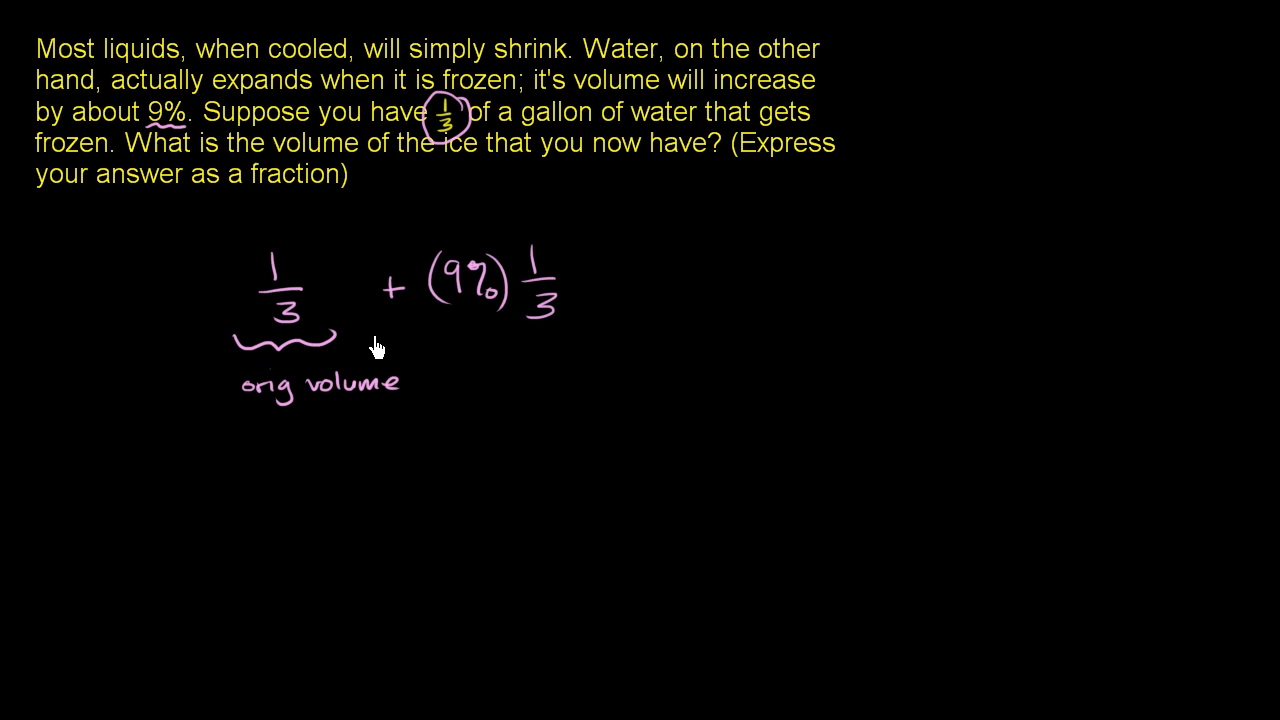 Most liquids, when cooled, will simply shrink. Water, on the other
hand, actually expands when it is frozen; it's volume will increase
by about 9%. Suppose you have 1/3 of a gallon of water that gets
frozen. What is the volume of the ice that you now have? (Express
your answer as a fraction)
1/3 + (9%) 1/3
orig volume